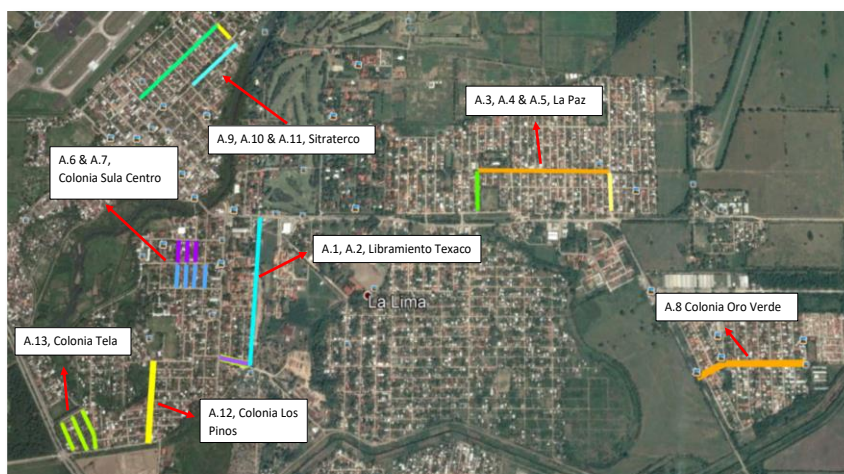 A.3, A.4 & A.5, La Paz
A.9, A.10 & A.11, Sitraterco
A.6 & A.7,
Colonia Sula Centro
A.1, A.2, Libramiento Texaco
La Lima
A.8 Colonia Oro Verde
A.13, Colonia Tela
A.12, Colonia Los
Pinos